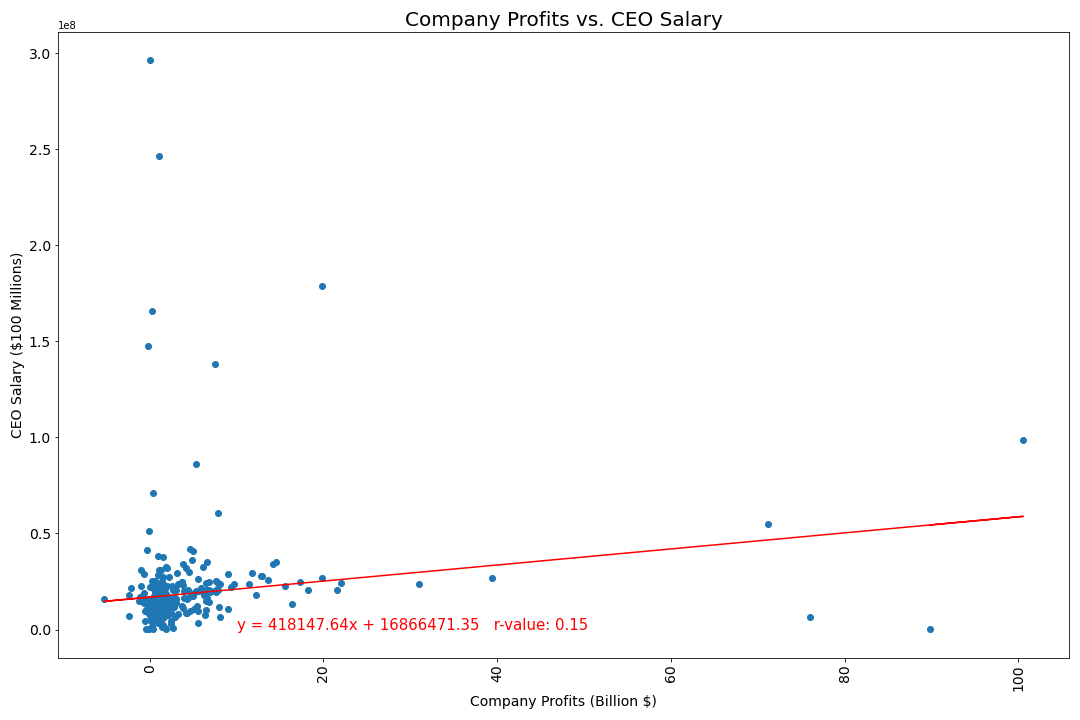 Company Profits vs. CEO Salary
1e8
3.0
2.5
2.0
1.5
1.0
0.5
0.0
CEO Salary ($100 Millions)
y = 418147.64x + 16866471.35   r-value: 0.15
0
20
40
60
80
100
Company Profits (Billion $)